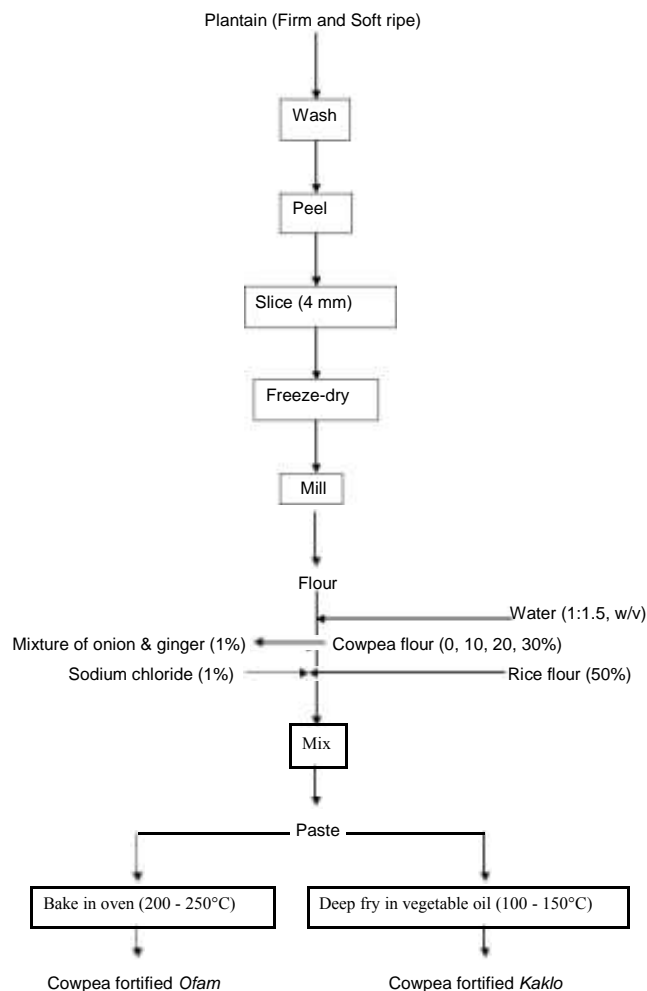 Plantain (Firm and Soft ripe)
Wash
Peel
Slice (4 mm)
Freeze-dry
Mill
Flour
Water (1:1.5, w/v)
Mixture of onion & ginger (1%)
Cowpea flour (0, 10, 20, 30%)
Sodium chloride (1%)
Rice flour (50%)
Mix
Paste
Bake in oven (200 - 250°C)
Deep fry in vegetable oil (100 - 150°C)
Cowpea fortified Ofam
Cowpea fortified Kaklo